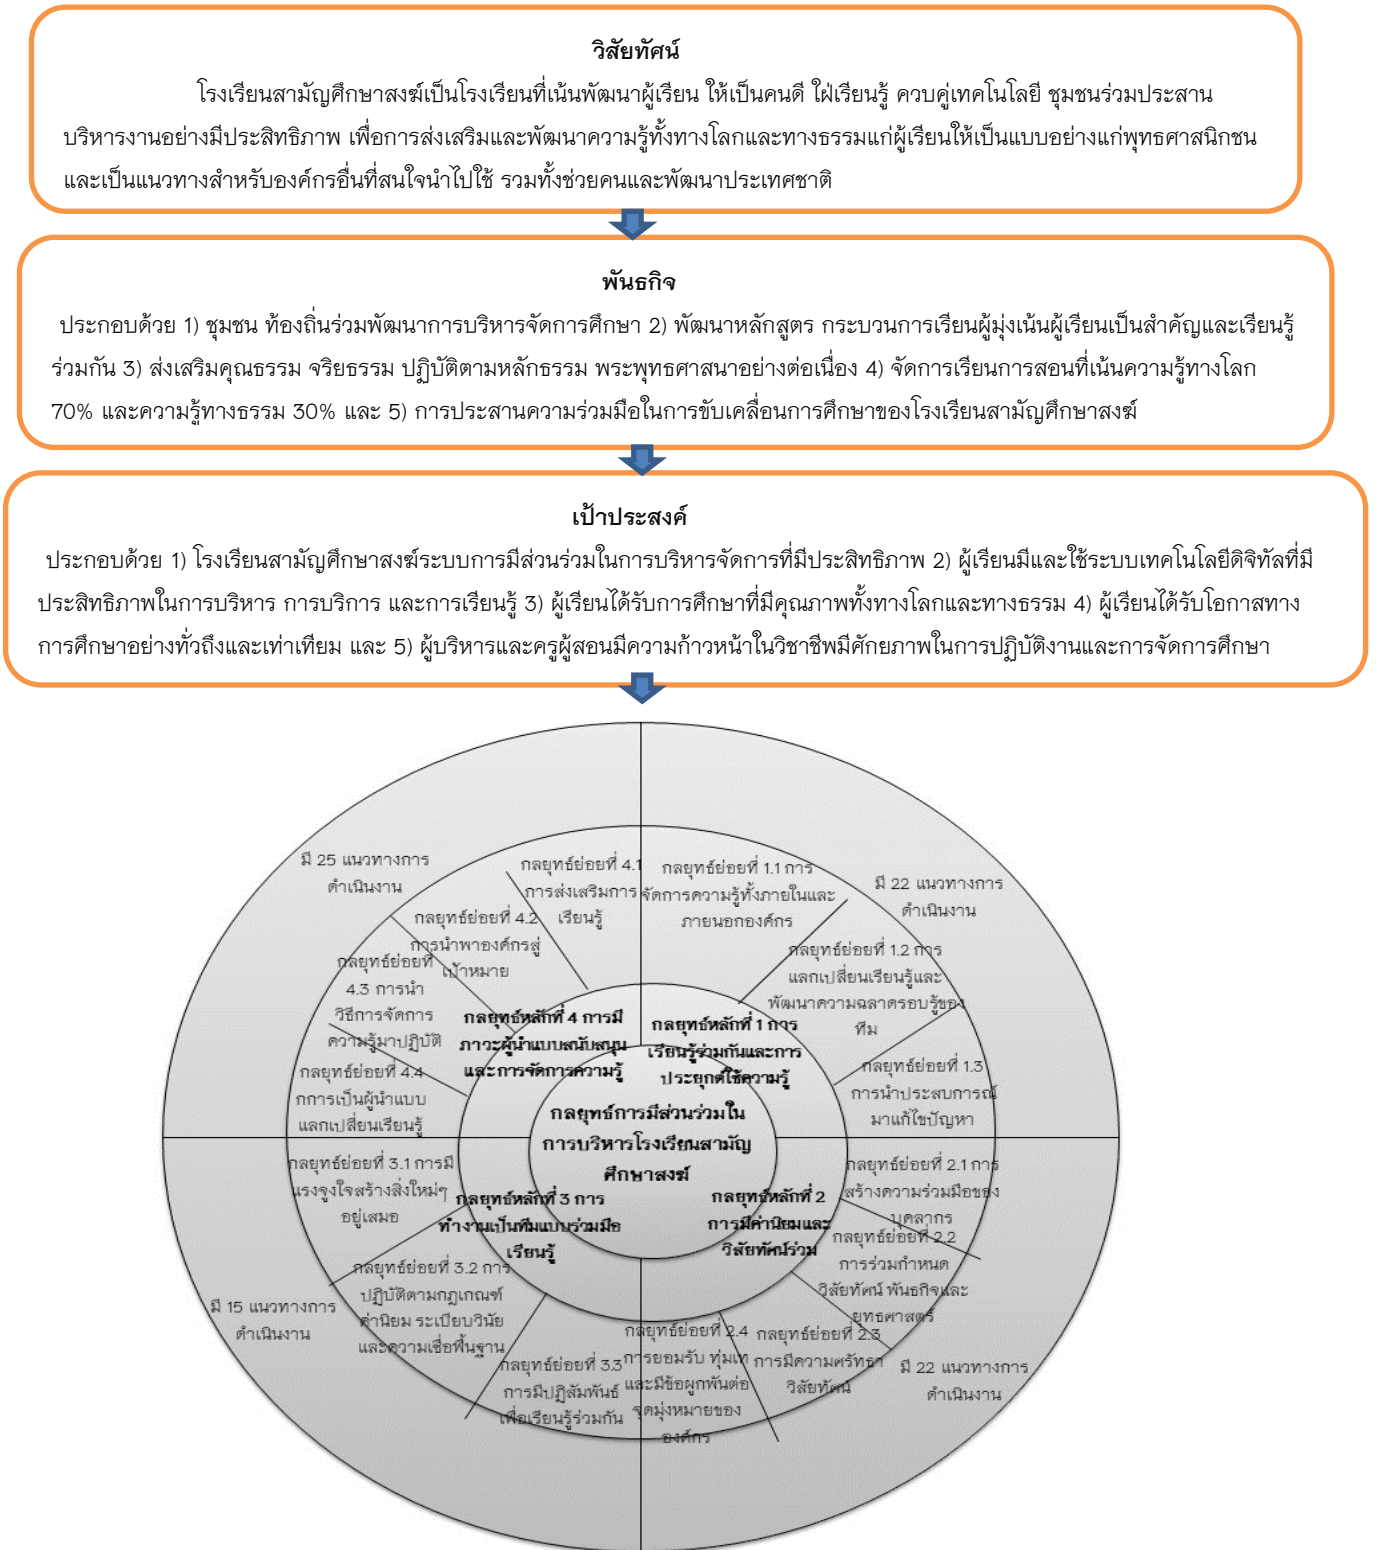 วิสัยทัศน์
โรงเรียนสามัญศึกษาสงฆ์เป็นโรงเรียนที่เน้นพัฒนาผู้เรียน ให้เป็นคนดี ใฝ่เรียนรู้ ควบคู่เทคโนโลยี ชุมชนร่วมประสาน
บริหารงานอย่างมีประสิทธิภาพ เพื่อการส่งเสริมและพัฒนาความรู้ทั้งทางโลกและทางธรรมแก่ผู้เรียนให้เป็นแบบอย่างแก่พุทธศาสนิกชน
และเป็นแนวทางสำหรับองค์กรอื่นที่สนใจนำไปใช้ รวมทั้งช่วยคนและพัฒนาประเทศชาติ
พันธกิจ
ประกอบด้วย 1) ชุมชน ท้องถิ่นร่วมพัฒนาการบริหารจัดการศึกษา 2) พัฒนาหลักสูตร กระบวนการเรียนผู้มุ่งเน้นผู้เรียนเป็นสำคัญและเรียนรู้
ร่วมกัน 3) ส่งเสริมคุณธรรม จริยธรรม ปฏิบัติตามหลักธรรม พระพุทธศาสนาอย่างต่อเนื่อง 4) จัดการเรียนการสอนที่เน้นความรู้ทางโลก
70% และความรู้ทางธรรม 30% และ 5) การประสานความร่วมมือในการขับเคลื่อนการศึกษาของโรงเรียนสามัญศึกษาสงฆ์
เป้าประสงค์
ประกอบด้วย 1) โรงเรียนสามัญศึกษาสงฆ์ระบบการมีส่วนร่วมในการบริหารจัดการที่มีประสิทธิภาพ 2) ผู้เรียนมีและใช้ระบบเทคโนโลยีดิจิทัลที่มี
ประสิทธิภาพในการบริหาร การบริการ และการเรียนรู้ 3) ผู้เรียนได้รับการศึกษาที่มีคุณภาพทั้งทางโลกและทางธรรม 4) ผู้เรียนได้รับโอกาสทาง
การศึกษาอย่างทั่วถึงและเท่าเทียม และ 5) ผู้บริหารและครูผู้สอนมีความก้าวหน้าในวิชาชีพมีศักยภาพในการปฏิบัติงานและการจัดการศึกษา
มี 25 แนวทางการ
ดำเนินงาน
กลยุทธ์ย่อยที่ 4.1
การส่งเสริมการ
เรียนรู้
กลยุทธ์ย่อยที่ 1.1 การ
จัดการความรู้ทั้งภายในและ
ภายนอกองค์กร
มี 22 แนวทางการ
ดำเนินงาน
กลยุทธ์ย่อยที่ 4.2
การนำพาองค์กรสู่
เป้าหมาย
กลยุทธ์ย่อยที่ 1.2 การ
แลกเปลี่ยนเรียนรู้และ
พัฒนาความฉลาดรอบรู้ของ
ทีม
กลยุทธ์ย่อยที่
4.3 การนำ
วิธีการจัดการ
ความรู้มาปฏิบัติ
กลยุทธ์หลักที่ 4 การมี
ภาวะผู้นำแบบสนับสนุน
และการจัดการความรู้
กลยุทธ์หลักที่ 1 การ
เรียนรู้ร่วมกันและการ
ประยุกต์ใช้ความรู้
กลยุทธ์ย่อยที่ 1.3
การนำประสบการณ์
มาแก้ไขปัญหา
กลยุทธ์ย่อยที่ 4.4
กการเป็นผู้นำแบบ
แลกเปลี่ยนเรียนรู้
กลยุทธ์การมีส่วนร่วมใน
การบริหารโรงเรียนสามัญ
ศึกษาสงฆ์
กลยุทธ์ย่อยที่ 3.1 การมี
แรงจูงใจสร้างสิ่งใหม่ๆ
อยู่เสมอ
กลยุทธ์หลักที่ 3 การ
ทำงานเป็นทีมแบบร่วมมือ
เรียนรู้
กลยุทธ์หลักที่ 2
การมีค่านิยมและ
วิสัยทัศน์ร่วม
กลยุทธ์ย่อยที่ 2.1 การ
สร้างความร่วมมือของ
บุคลากร
กลยุทธ์ย่อยที่ 2.2
การร่วมกำหนด
วิสัยทัศน์ พันธกิจและ
ยุทธศาสตร์
กลยุทธ์ย่อยที่ 3.2 การ
ปฏิบัติตามกฎเกณฑ์
ค่านิยม ระเบียบวินัย
และความเชื่อพื้นฐาน
มี 15 แนวทางการ
ดำเนินงาน
กลยุทธ์ย่อยที่ 3.3
การมีปฏิสัมพันธ์
เพื่อเรียนรู้ร่วมกัน
กลยุทธ์ย่อยที่ 2.4
การยอมรับ ทุ่มเท
และมีข้อผูกพันต่อ
จุดมุ่งหมายของ
องค์กร
กลยุทธ์ย่อยที่ 2.3
การมีความศรัทธา
วิสัยทัศน์
มี 22 แนวทางการ
ดำเนินงาน